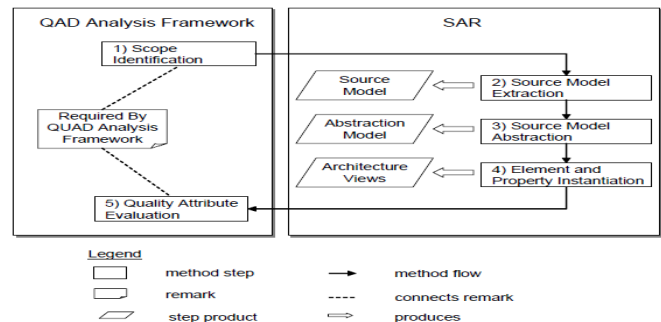 QAD Analysis Framework
SAR
1) Scope
Identification
Source
Model
2) Source Model
Extraction
Required By
QUAD Analysis
Framework
Abstraction
Model
3) Source Model
Abstraction
Architecture
Views
4) Element and
Property Instantiation
5) Quality Attribute
Evaluation
Legend
method step
method flow
remark
connects remark
step product
produces